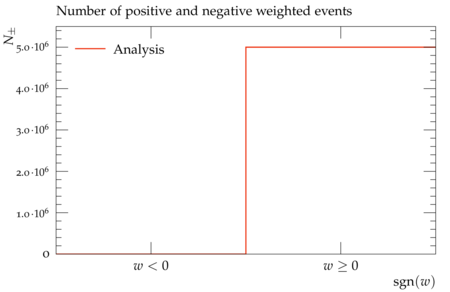 Number of positive and negative weighted events
N±
5.0·10⁶
Analysis
4.0·10⁶
3.0·10⁶
2.0·10⁶
1.0·10⁶
0
w < 0
w ≥ 0
sgn(w)